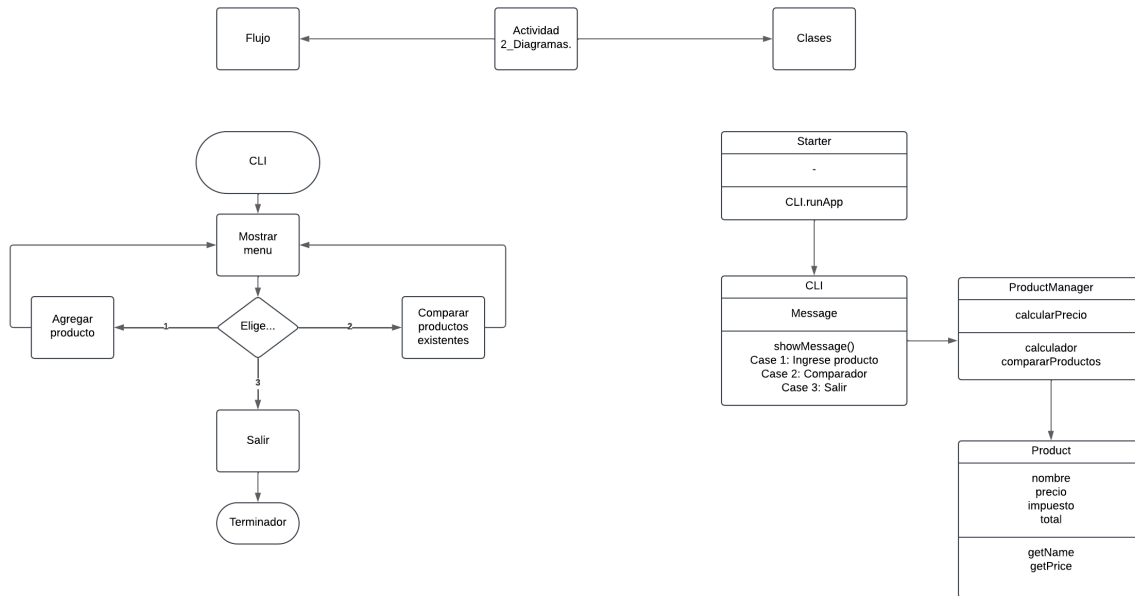 Flujo
Actividad
2_Diagramas.
Clases
CLI
Mostrar
menu
Elige...
1
Agregar
producto
2
Comparar
productos
existentes
3
Salir
Terminador
Starter
-
CLI.runApp
CLI
Message
showMessage()
Case 1: Ingrese producto
Case 2: Comparador
Case 3: Salir
ProductManager
calcularPrecio
calculador
compararProductos
Product
nombre
precio
impuesto
total
getName
getPrice